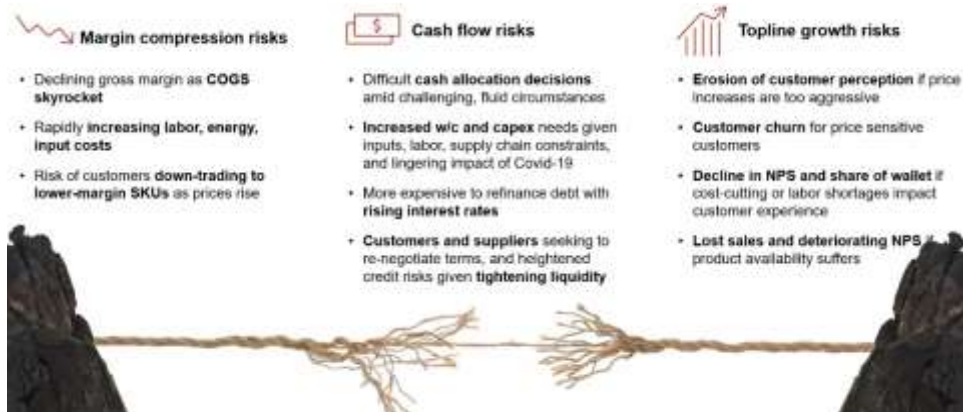 Margin compression risks
• Declining gross margin as COGS
skyrocket
• Rapidly increasing labor, energy,
input costs
• Risk of customers down-trading to
lower-margin SKUs as prices rise
$
Cash flow risks
• Difficult cash allocation decisions
amid challenging, fluid circumstances
• Increased w/c and capex needs given
inputs, labor, supply chain constraints,
and lingering impact of Covid-19
• More expensive to refinance debt with
rising interest rates
• Customers and suppliers seeking to
re-negotiate terms, and heightened
credit risks given tightening liquidity
Topline growth risks
• Erosion of customer perception if price
increases are too aggressive
• Customer churn for price sensitive
customers
• Decline in NPS and share of wallet if
cost-cutting or labor shortages impact
customer experience
• Lost sales and deteriorating NPS if
product availability suffers